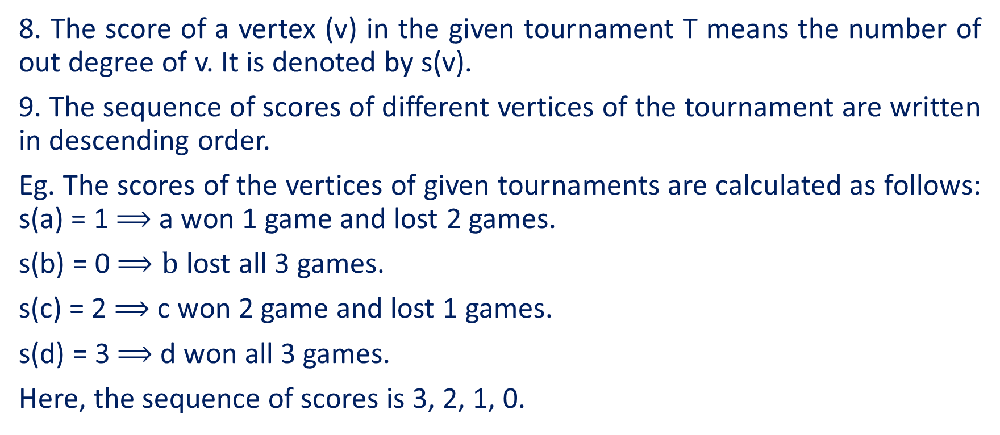 8. The score of a vertex (v) in the given tournament T means the number of
out degree of v. It is denoted by s(v).
9. The sequence of scores of different vertices of the tournament are written
in descending order.
Eg. The scores of the vertices of given tournaments are calculated as follows:
s(a) = 1 ⟹ a won 1 game and lost 2 games.
s(b) = 0 ⟹ b lost all 3 games.
s(c) = 2 ⟹ c won 2 game and lost 1 games.
s(d) = 3 ⟹ d won all 3 games.
Here, the sequence of scores is 3, 2, 1, 0.